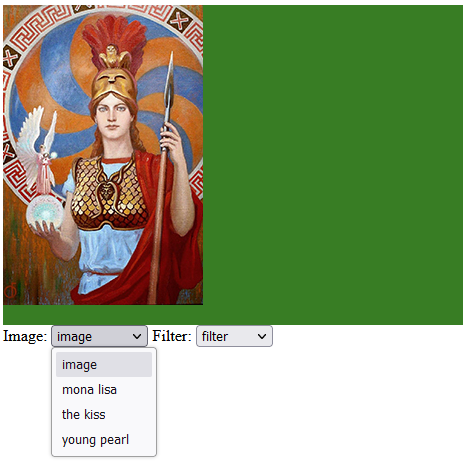 Image: image Filter: filter
image
mona lisa
the kiss
young pearl